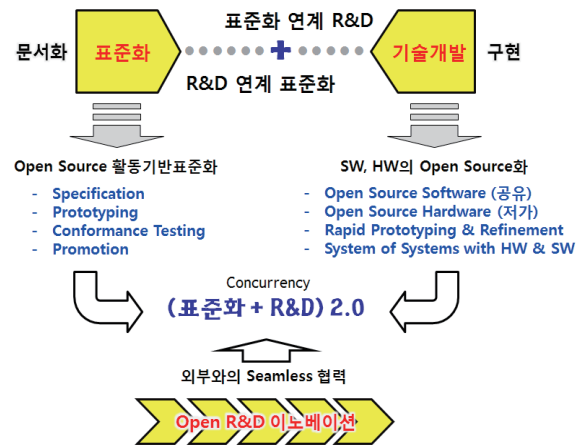 표준화 연계 R&D
문서화 표준화 + 기술개발 구현
R&D 연계 표준화
Open Source 활동기반표준화
- Specification
- Prototyping
- Conformance Testing
- Promotion
SW, HW의 Open Source화
- Open Source Software (공유)
- Open Source Hardware (저가)
- Rapid Prototyping & Refinement
- System of Systems with HW & SW
Concurrency
(표준화 + R&D) 2.0
외부와의 Seamless 협력
Open R&D 이노베이션